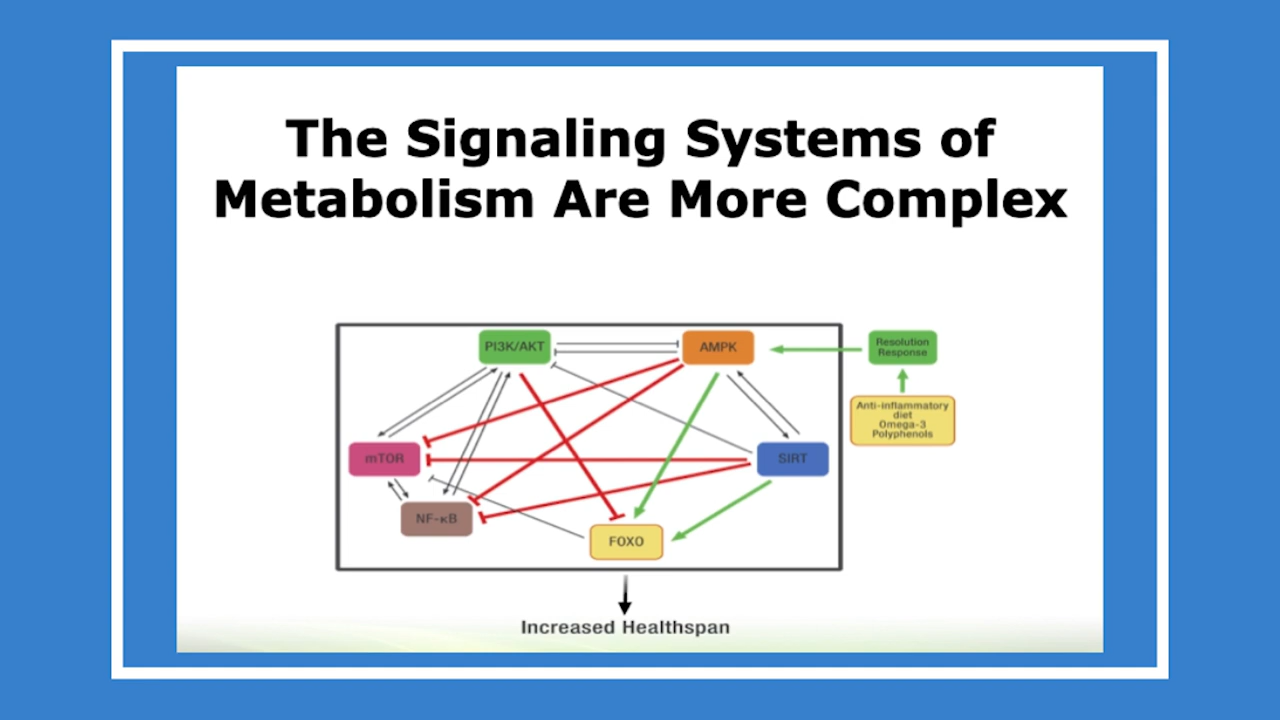 The Signaling Systems of
Metabolism Are More Complex
PI3K/AKT
AMPK
Resolution
Response
Anti-inflammatory
diet
Omega-3
Polyphenols
mTOR
SIRT
NF-κB
FOXO
Increased Healthspan